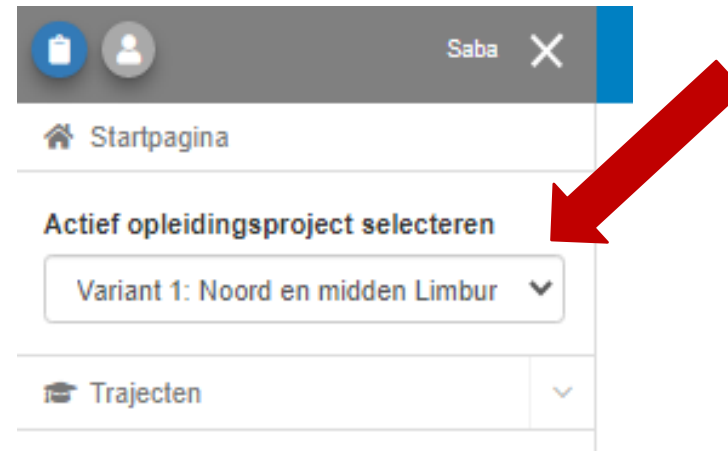 Saba
Startpagina
Actief opleidingsproject selecteren
Variant 1: Noord en midden Limbur
Trajecten